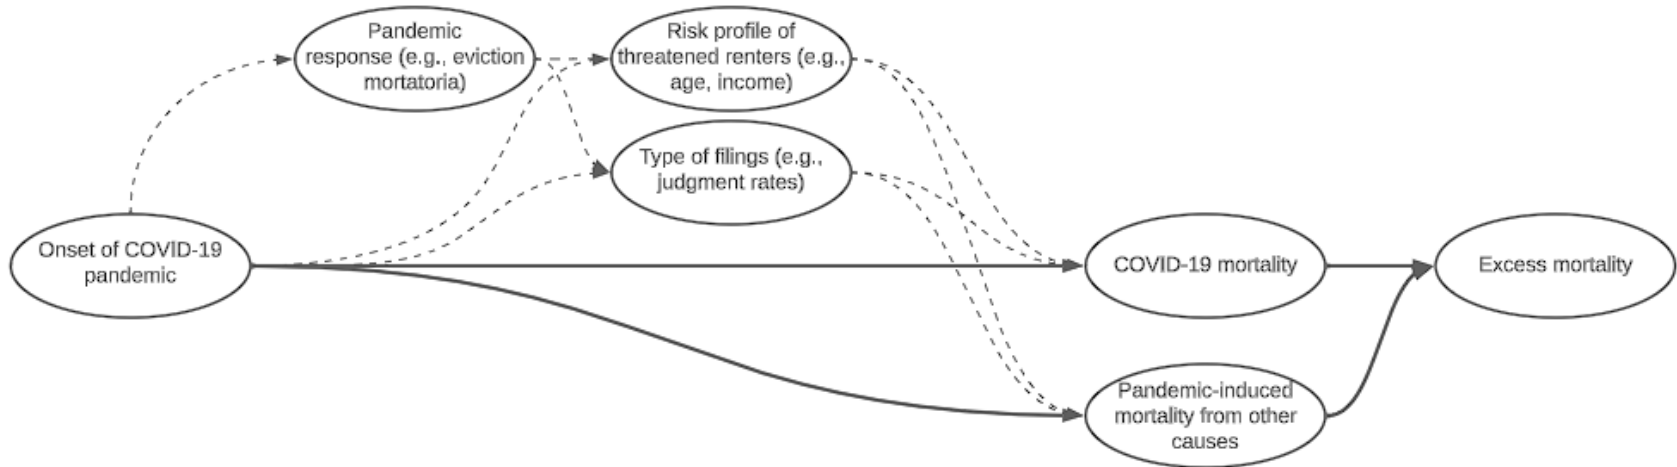 Pandemic
response (e.g., eviction
mortatoria)
Risk profile of
threatened renters (e.g.,
age, income)
Type of filings (e.g.,
judgment rates)
Onset of COVID-19
pandemic
COVID-19 mortality
Excess mortality
Pandemic-induced
mortality from other
causes